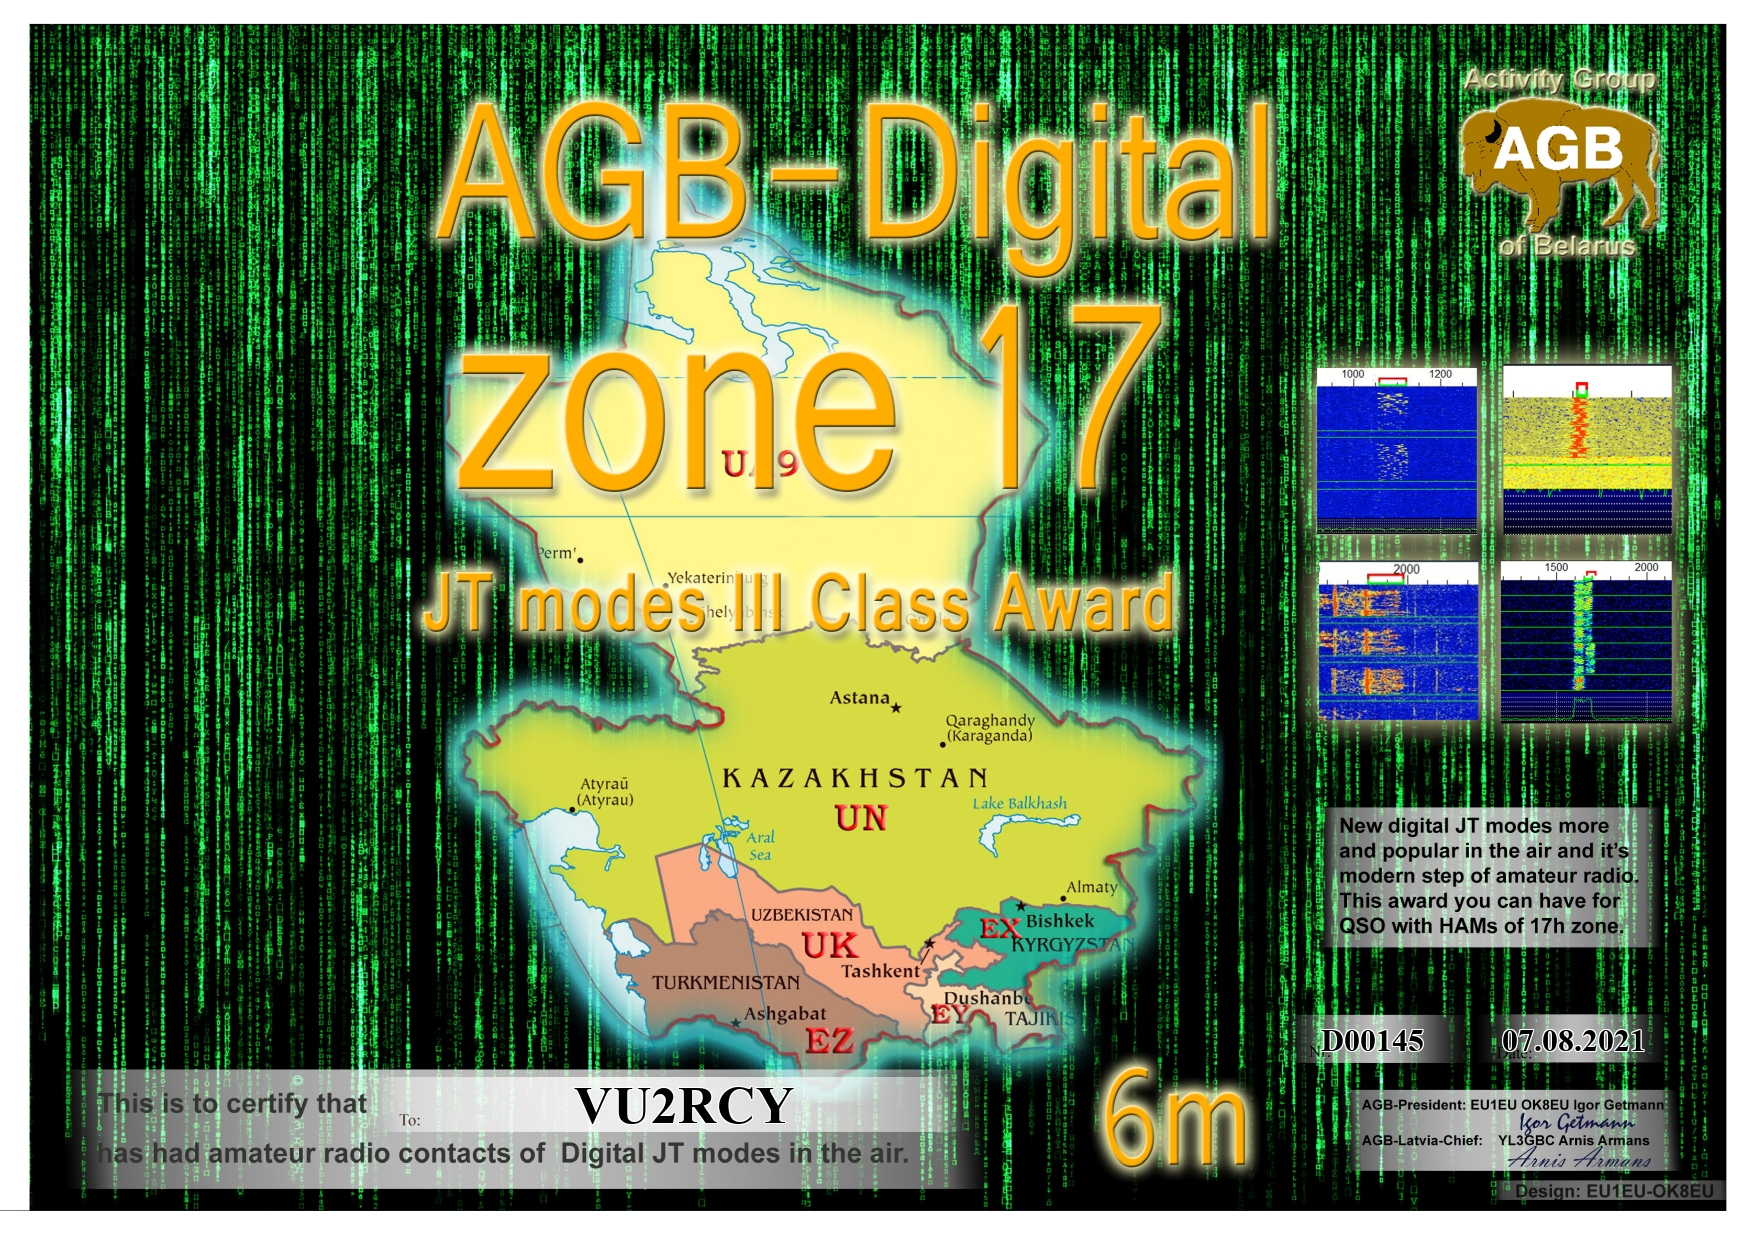 AGB-Digital
Activity Group
AGB
of Belarus
zone 17
1000 1200
2000
1500 2000
Perm'
Yekaterinburg
JT modes III Class Award
Astana
Qaraghandy
(Karaganda)
KAZAKHSTAN
UN
Atyraū
(Atyrau)
Lake Balkhash
Aral
Sea
Almaty
UZBEKISTAN
UK
EX
Bishkek
KYRGYZSTAN
Tashkent
TURKMENISTAN
Dushanbe
EY
TAJIKIS
Ashgabat
EZ
New digital JT modes more
and popular in the air and it's
modern step of amateur radio.
This award you can have for
QSO with HAMs of 17h zone.
D00145
Date: 07.08.2021
6m
This is to certify that
To: VU2RCY
has had amateur radio contacts of Digital JT modes in the air.
AGB-President: EU1EU OK8EU Igor Getmann
Igor Getmann
AGB-Latvia-Chief: YL3GBC Arnis Armans
Arnis Armans
Design: EU1EU-OK8EU